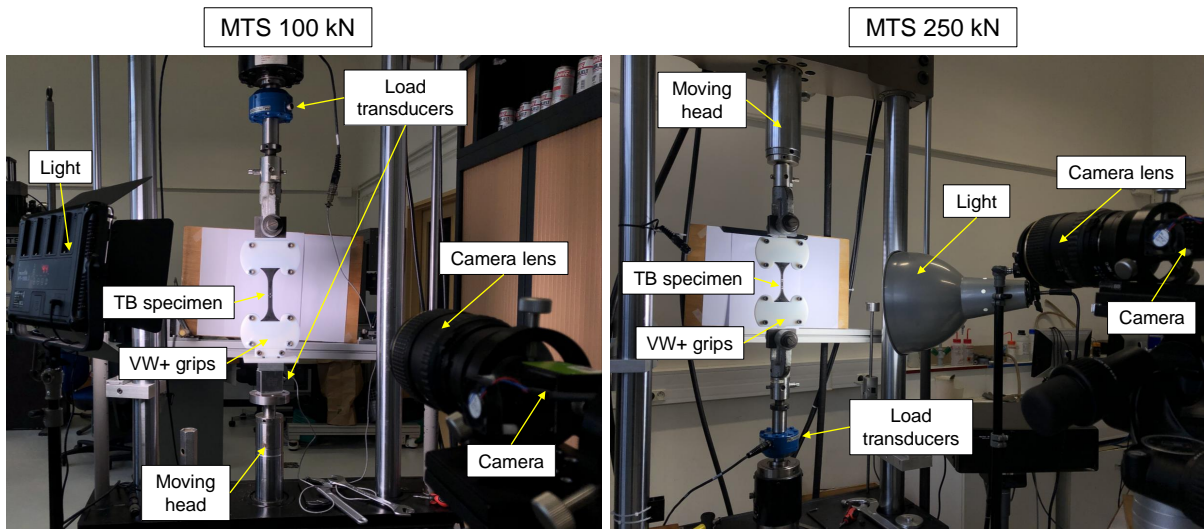 MTS 100 kN
MTS 250 kN
Load
transducers
Light
Camera lens
TB specimen
VW+ grips
Camera
Moving
head
Moving
head
Camera lens
Light
TB specimen
VW+ grips
Camera
Load
transducers